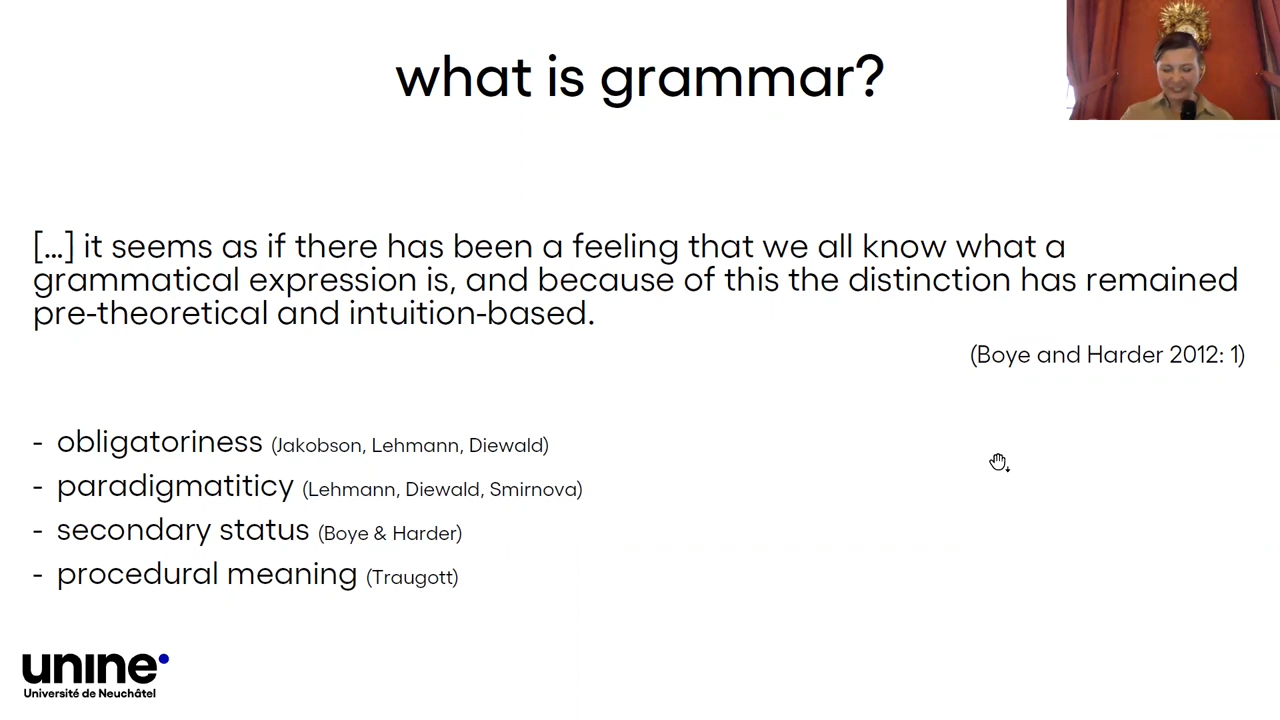 what is grammar?
[...] it seems as if there has been a feeling that we all know what a
grammatical expression is, and because of this the distinction has remained
pre-theoretical and intuition-based.
(Boye and Harder 2012: 1)
- obligatoriness (Jakobson, Lehmann, Diewald)
- paradigmatiticy (Lehmann, Diewald, Smirnova)
- secondary status (Boye & Harder)
- procedural meaning (Traugott)
unine
Université de Neuchâtel